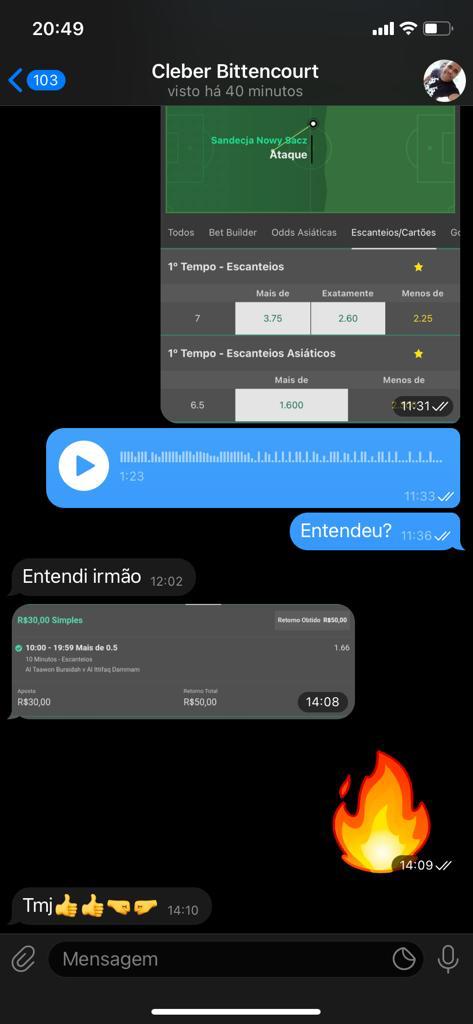 20:49
103
Cleber Bittencourt
visto há 40 minutos
Sandecja Nowy Sacz
Ataque
Todos Bet Builder Odds Asiáticas Escanteios/Cartões Go
1º Tempo - Escanteios
Mais de Exatamente Menos de
7 3.75 2.60 2.25
1º Tempo - Escanteios Asiáticos
Mais de Menos de
6.5 1.600
11:31
1:23
11:33
Entendeu? 11:36
Entendi irmão 12:02
R$30,00 Simples Retorno Obtido R$50,00
10:00 - 19:59 Mais de 0.5 1.66
10 Minutos - Escanteios
Al Taawon Buraidah v Al Ittifaq Dammam
Aposta Retorno Total
R$30,00 R$50,00
14:08
14:09
Tmj👍👍🤜🤛 14:10
Mensagem